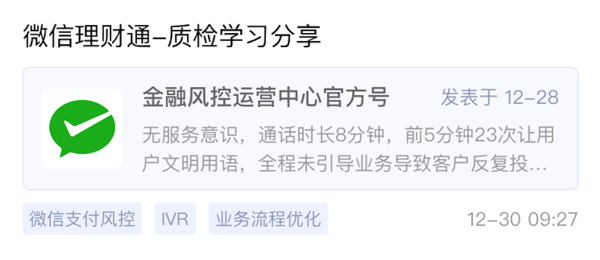 微信理财通-质检学习分享
金融风控运营中心官方号
发表于 12-28
无服务意识，通话时长8分钟，前5分钟23次让用
户文明用语，全程未引导业务导致客户反复投...
微信支付风控
IVR
业务流程优化
12-30 09:27